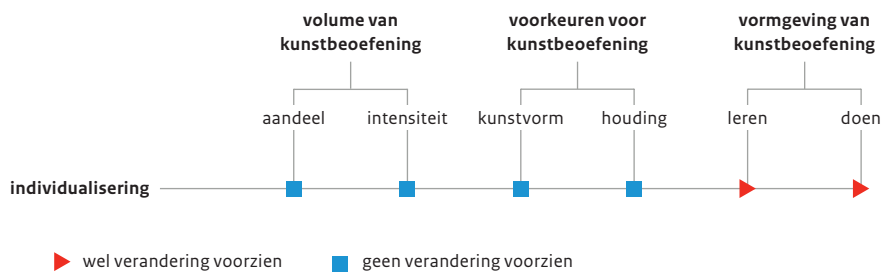 volume van
kunstbeoefening
voorkeuren voor
kunstbeoefening
vormgeving van
kunstbeoefening
aandeel
intensiteit
kunstvorm
houding
leren
doen
individualisering
wel verandering voorzien
geen verandering voorzien